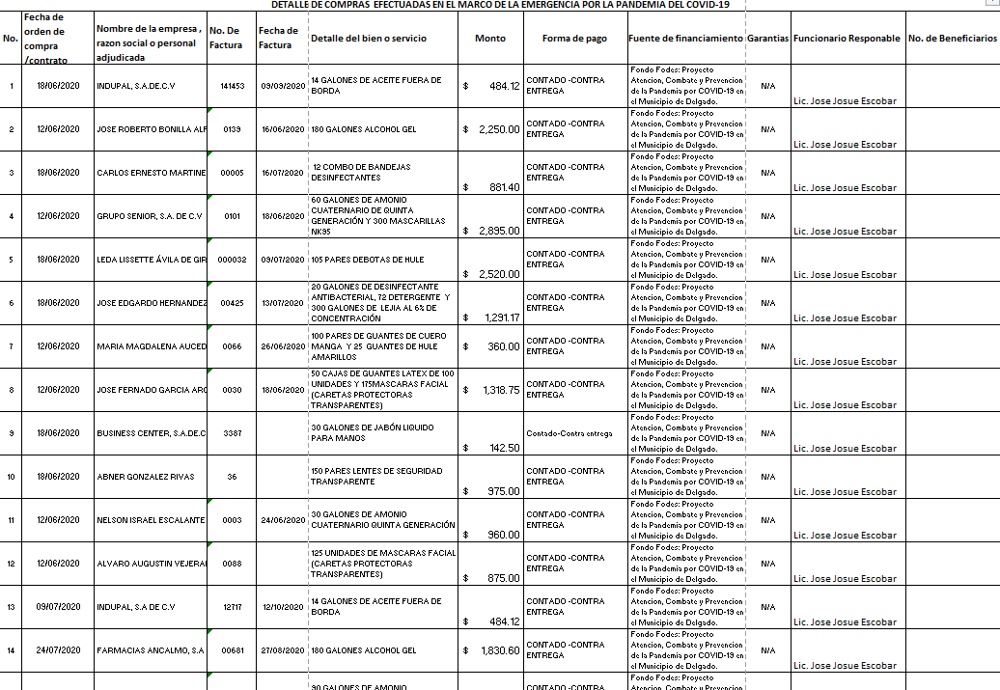 DETALLE DE COMPRAS EFECTUADAS EN EL MARCO DE LA EMERGENCIA POR LA PANDEMIA DEL COVID-19
No. Fecha de orden de compra /contrato Nombre de la empresa , razon social o personal adjudicada No. De Factura Fecha de Factura Detalle del bien o servicio Monto Forma de pago Fuente de financiamiento Garantias Funcionario Responsable No. de Beneficiarios
1 18/06/2020 INDUPAL, S.A.DE.C.V 141453 09/09/2020 14 GALONES DE ACEITE FUERA DE BORDA $ 484.12 CONTADO -CONTRA ENTREGA Fondo Fodes: Proyecto Atencion, Combate y Prevencion de la Pandemia por COVID-19 en el Municipio de Delgado. N/A Lic. Jose Josue Escobar
2 12/06/2020 JOSE ROBERTO BONILLA ALF 0139 16/06/2020 180 GALONES ALCOHOL GEL $ 2,250.00 CONTADO -CONTRA ENTREGA Fondo Fodes: Proyecto Atencion, Combate y Prevencion de la Pandemia por COVID-19 en el Municipio de Delgado. N/A Lic. Jose Josue Escobar
3 18/06/2020 CARLOS ERNESTO MARTINE 00005 16/07/2020 12 COMBO DE BANDEJAS DESINFECTANTES $ 881.40 CONTADO -CONTRA ENTREGA Fondo Fodes: Proyecto Atencion, Combate y Prevencion de la Pandemia por COVID-19 en el Municipio de Delgado. N/A Lic. Jose Josue Escobar
4 12/06/2020 GRUPO SENIOR, S.A. DE C.V 0101 18/06/2020 60 GALONES DE AMONIO CUATERNARIO DE QUINTA GENERACIÓN Y 300 MASCARILLAS NK95 $ 2,895.00 CONTADO -CONTRA ENTREGA Fondo Fodes: Proyecto Atencion, Combate y Prevencion de la Pandemia por COVID-19 en el Municipio de Delgado. N/A Lic. Jose Josue Escobar
5 18/06/2020 LEDA LISSETTE ÁVILA DE GIR 000032 09/07/2020 105 PARES DEBOTAS DE HULE $ 2,520.00 CONTADO -CONTRA ENTREGA Fondo Fodes: Proyecto Atencion, Combate y Prevencion de la Pandemia por COVID-19 en el Municipio de Delgado. N/A Lic. Jose Josue Escobar
6 18/06/2020 JOSE EDGARDO HERNANDEZ 00425 13/07/2020 20 GALONES DE DESINFECTANTE ANTIBACTERIAL, 72 DETERGENTE Y 300 GALONES DE LEJIA AL 6% DE CONCENTRACIÓN $ 1,291.17 CONTADO -CONTRA ENTREGA Fondo Fodes: Proyecto Atencion, Combate y Prevencion de la Pandemia por COVID-19 en el Municipio de Delgado. N/A Lic. Jose Josue Escobar
7 12/06/2020 MARIA MAGDALENA AUCED 0066 26/06/2020 100 PARES DE GUANTES DE CUERO MANGA Y 25 GUANTES DE HULE AMARILLOS $ 360.00 CONTADO -CONTRA ENTREGA Fondo Fodes: Proyecto Atencion, Combate y Prevencion de la Pandemia por COVID-19 en el Municipio de Delgado. N/A Lic. Jose Josue Escobar
8 12/06/2020 JOSE FERNADO GARCIA ARG 0030 18/06/2020 50 CAJAS DE GUANTES LATEX DE 100 UNIDADES Y 175MASCARAS FACIAL (CARETAS PROTECTORAS TRANSPARENTES) $ 1,318.75 CONTADO -CONTRA ENTREGA Fondo Fodes: Proyecto Atencion, Combate y Prevencion de la Pandemia por COVID-19 en el Municipio de Delgado. N/A Lic. Jose Josue Escobar
9 12/06/2020 BUSINESS CENTER, S.A.DE.C 3387 30 GALONES DE JABÓN LIQUIDO PARA MANOS $ 142.50 Contado-Contra entrega Fondo Fodes: Proyecto Atencion, Combate y Prevencion de la Pandemia por COVID-19 en el Municipio de Delgado. N/A Lic. Jose Josue Escobar
10 18/06/2020 ABNER GONZALEZ RIVAS 36 150 PARES LENTES DE SEGURIDAD TRANSPARENTE $ 975.00 CONTADO -CONTRA ENTREGA Fondo Fodes: Proyecto Atencion, Combate y Prevencion de la Pandemia por COVID-19 en el Municipio de Delgado. N/A Lic. Jose Josue Escobar
11 12/06/2020 NELSON ISRAEL ESCALANTE 0003 24/06/2020 30 GALONES DE AMONIO CUATERNARIO QUINTA GENERACIÓN $ 960.00 CONTADO -CONTRA ENTREGA Fondo Fodes: Proyecto Atencion, Combate y Prevencion de la Pandemia por COVID-19 en el Municipio de Delgado. N/A Lic. Jose Josue Escobar
12 12/06/2020 ALVARO AUGUSTIN VEJERA 0088 125 UNIDADES DE MASCARAS FACIAL (CARETAS PROTECTORAS TRANSPARENTES) $ 875.00 CONTADO -CONTRA ENTREGA Fondo Fodes: Proyecto Atencion, Combate y Prevencion de la Pandemia por COVID-19 en el Municipio de Delgado. N/A Lic. Jose Josue Escobar
13 09/07/2020 INDUPAL, S.A DE C.V 12717 12/10/2020 14 GALONES DE ACEITE FUERA DE BORDA $ 484.12 CONTADO -CONTRA ENTREGA Fondo Fodes: Proyecto Atencion, Combate y Prevencion de la Pandemia por COVID-19 en el Municipio de Delgado. N/A Lic. Jose Josue Escobar
14 24/07/2020 FARMACIAS ANCALMO, S.A 00681 27/08/2020 180 GALONES ALCOHOL GEL $ 1,830.60 CONTADO -CONTRA ENTREGA Fondo Fodes: Proyecto Atencion, Combate y Prevencion de la Pandemia por COVID-19 en el Municipio de Delgado. N/A Lic. Jose Josue Escobar
90 GALONES DE AMONIO CONTADO -CONTRA Fondo Fodes: Proyecto Atencion, Combate y Prevencion